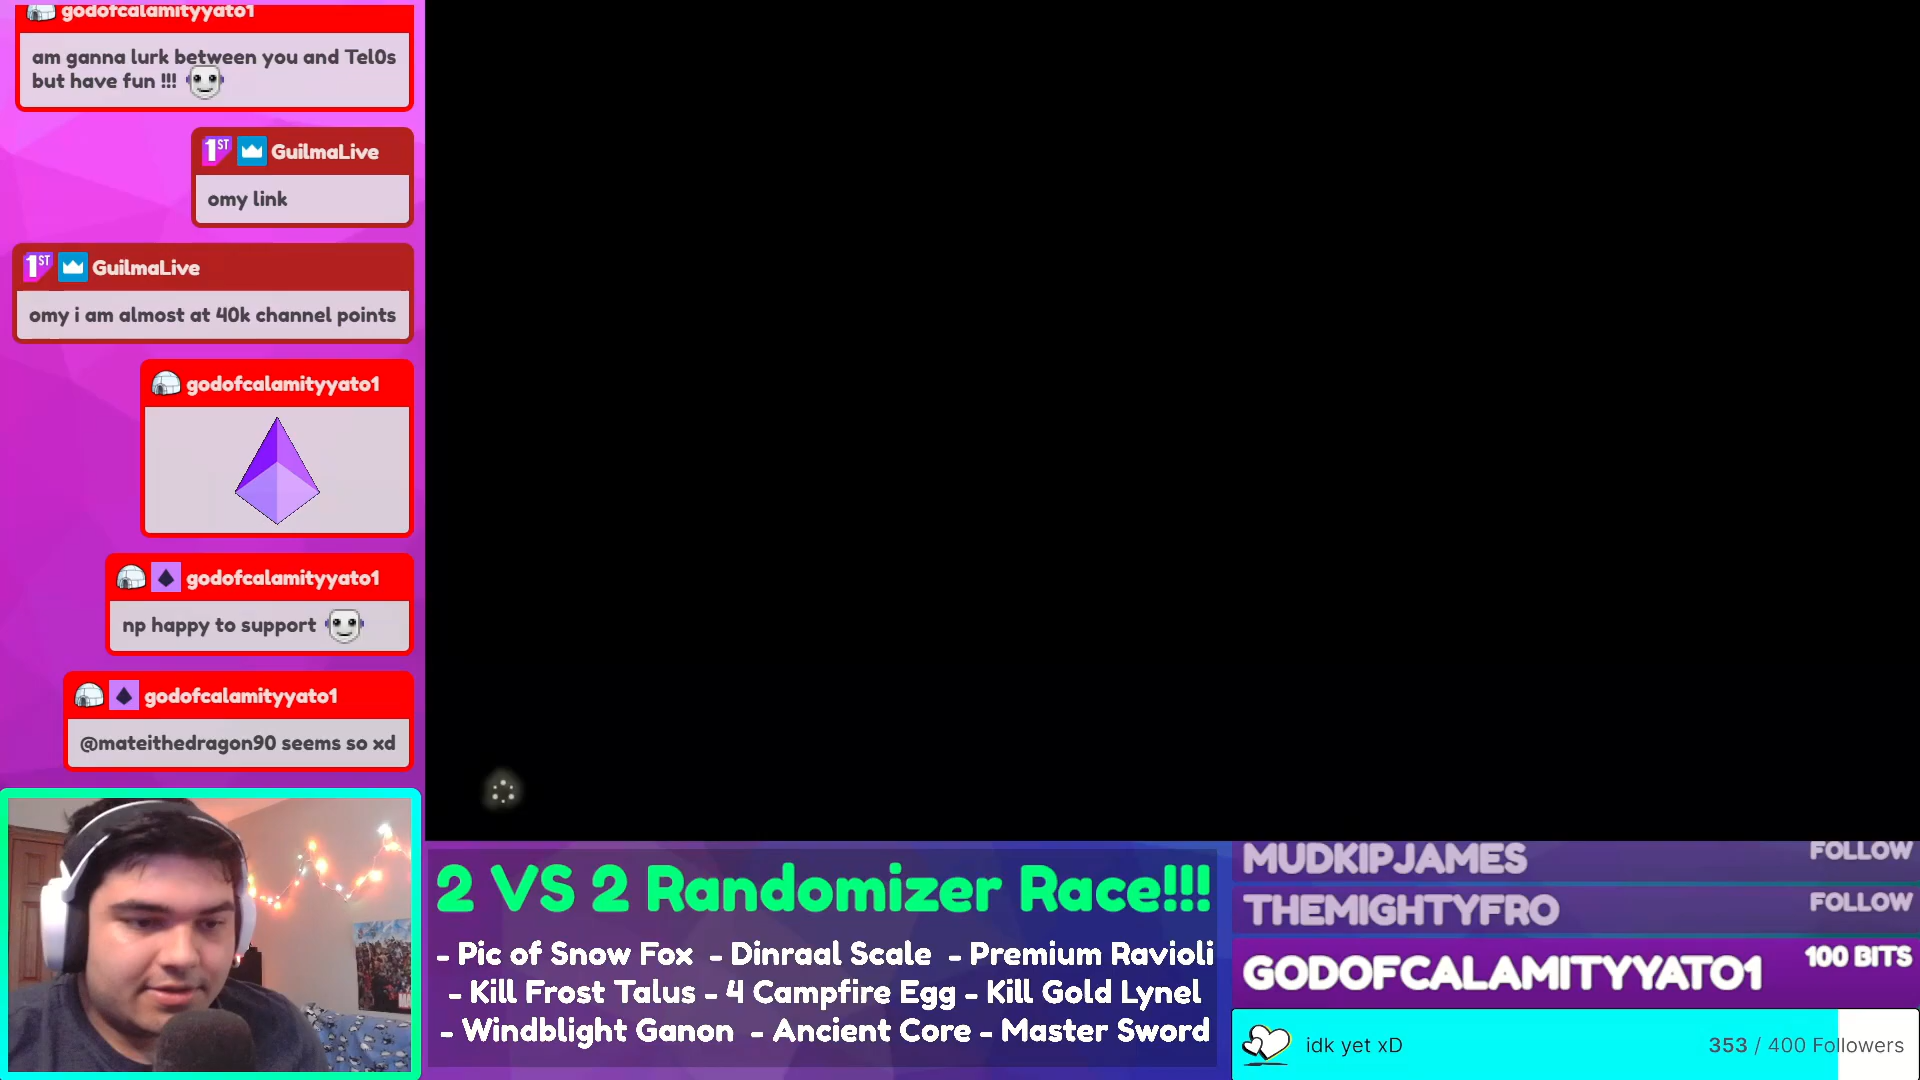 godofcalamityyato1
am ganna lurk between you and Tel0s
but have fun !!!
1ST GuilmaLive
omy link
1ST GuilmaLive
omy i am almost at 40k channel points
godofcalamityyato1
godofcalamityyato1
np happy to support
godofcalamityyato1
@mateithedragon90 seems so xd
2 VS 2 Randomizer Race!!!
- Pic of Snow Fox - Dinraal Scale - Premium Ravioli
- Kill Frost Talus - 4 Campfire Egg - Kill Gold Lynel
- Windblight Ganon - Ancient Core - Master Sword
MUDKIPJAMES FOLLOW
THEMIGHTYFRO FOLLOW
GODOFCALAMITYYATO1 100 BITS
idk yet xD 353 / 400 Followers